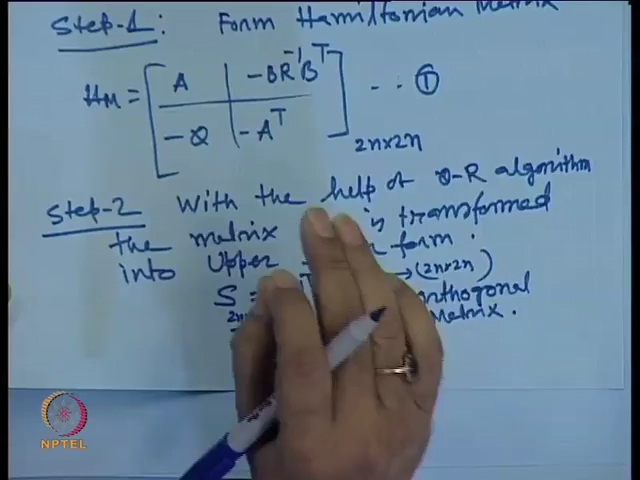 Step-1: Form Hamiltonian Matrix
HM = [ A | -BR⁻¹Bᵀ
-Q | -Aᵀ ] 2n×2n - - - ①
Step-2 With the help of Q-R algorithm
the matrix is transformed
into Upper form.
S = → (2n×2n)
orthogonal
matrix.
NPTEL